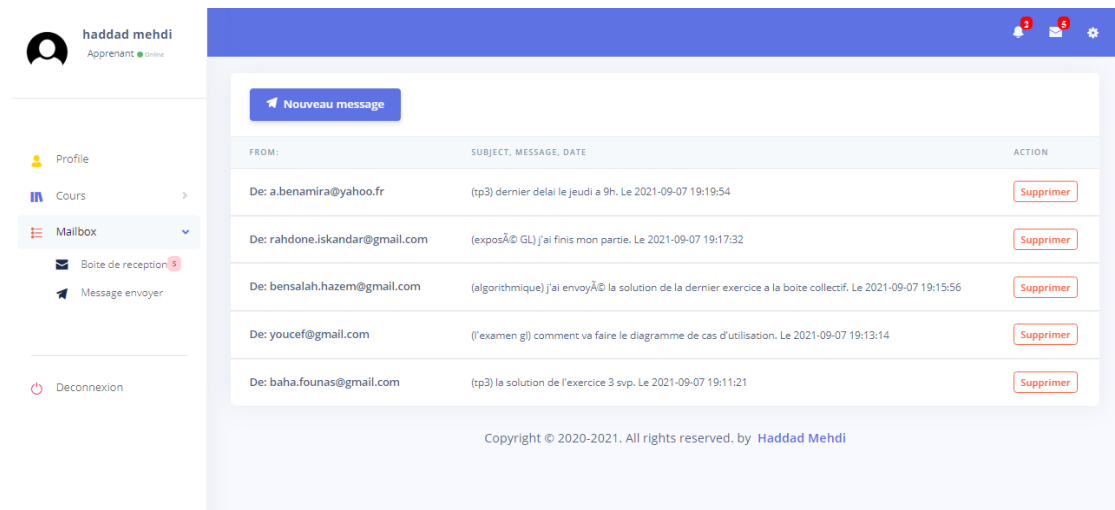 haddad mehdi
Apprenant Online
2
5
Profile
Cours
Mailbox
Boite de reception 5
Message envoyer
Deconnexion
Nouveau message
FROM: SUBJECT, MESSAGE, DATE ACTION
De: a.benamira@yahoo.fr (tp3) dernier delai le jeudi a 9h. Le 2021-09-07 19:19:54 Supprimer
De: rahdone.iskandar@gmail.com (exposÃ© GL) j'ai finis mon partie. Le 2021-09-07 19:17:32 Supprimer
De: bensalah.hazem@gmail.com (algorithmique) j'ai envoyÃ© la solution de la dernier exercice a la boite collectif. Le 2021-09-07 19:15:56 Supprimer
De: youcef@gmail.com (l'examen gl) comment va faire le diagramme de cas d'utilisation. Le 2021-09-07 19:13:14 Supprimer
De: baha.founas@gmail.com (tp3) la solution de l'exercice 3 svp. Le 2021-09-07 19:11:21 Supprimer
Copyright © 2020-2021. All rights reserved. by Haddad Mehdi